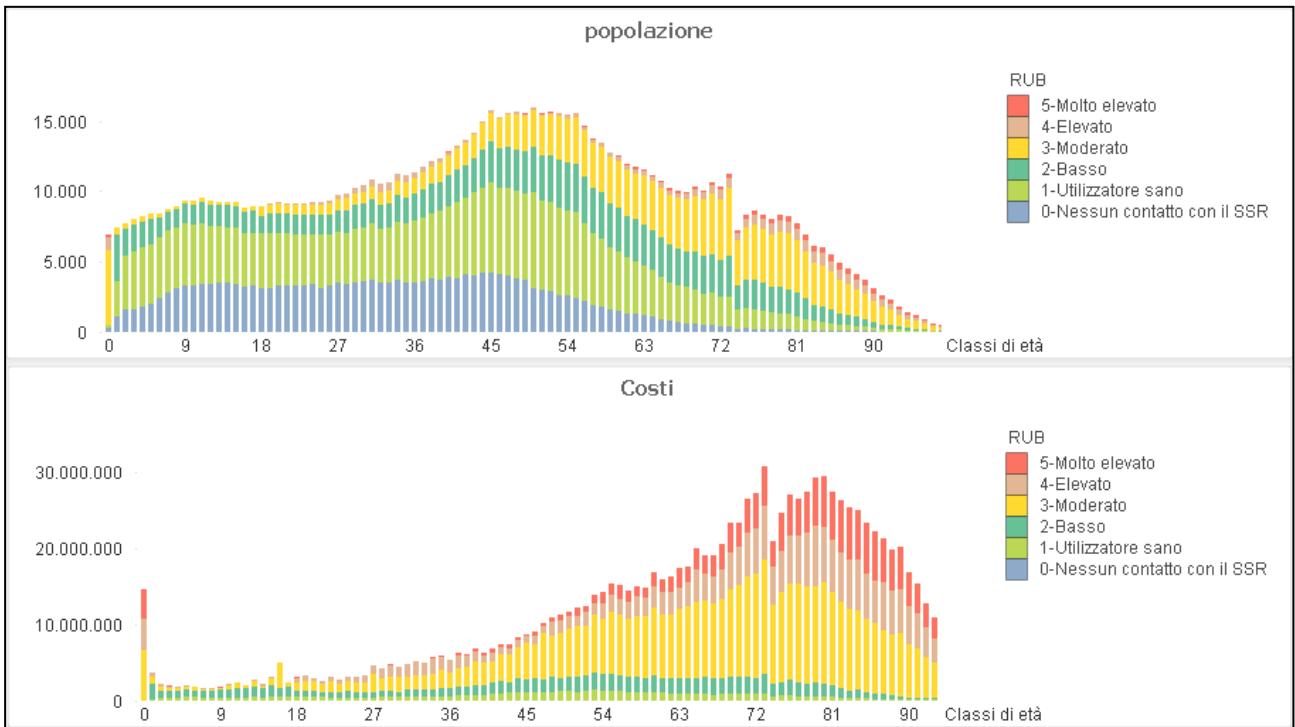 popolazione
RUB
5-Molto elevato
4-Elevato
3-Moderato
2-Basso
1-Utilizzatore sano
0-Nessun contatto con il SSR
15.000
10.000
5.000
0
0 9 18 27 36 45 54 63 72 81 90 Classi di età
Costi
RUB
5-Molto elevato
4-Elevato
3-Moderato
2-Basso
1-Utilizzatore sano
0-Nessun contatto con il SSR
30.000.000
20.000.000
10.000.000
0
0 9 18 27 36 45 54 63 72 81 90 Classi di età